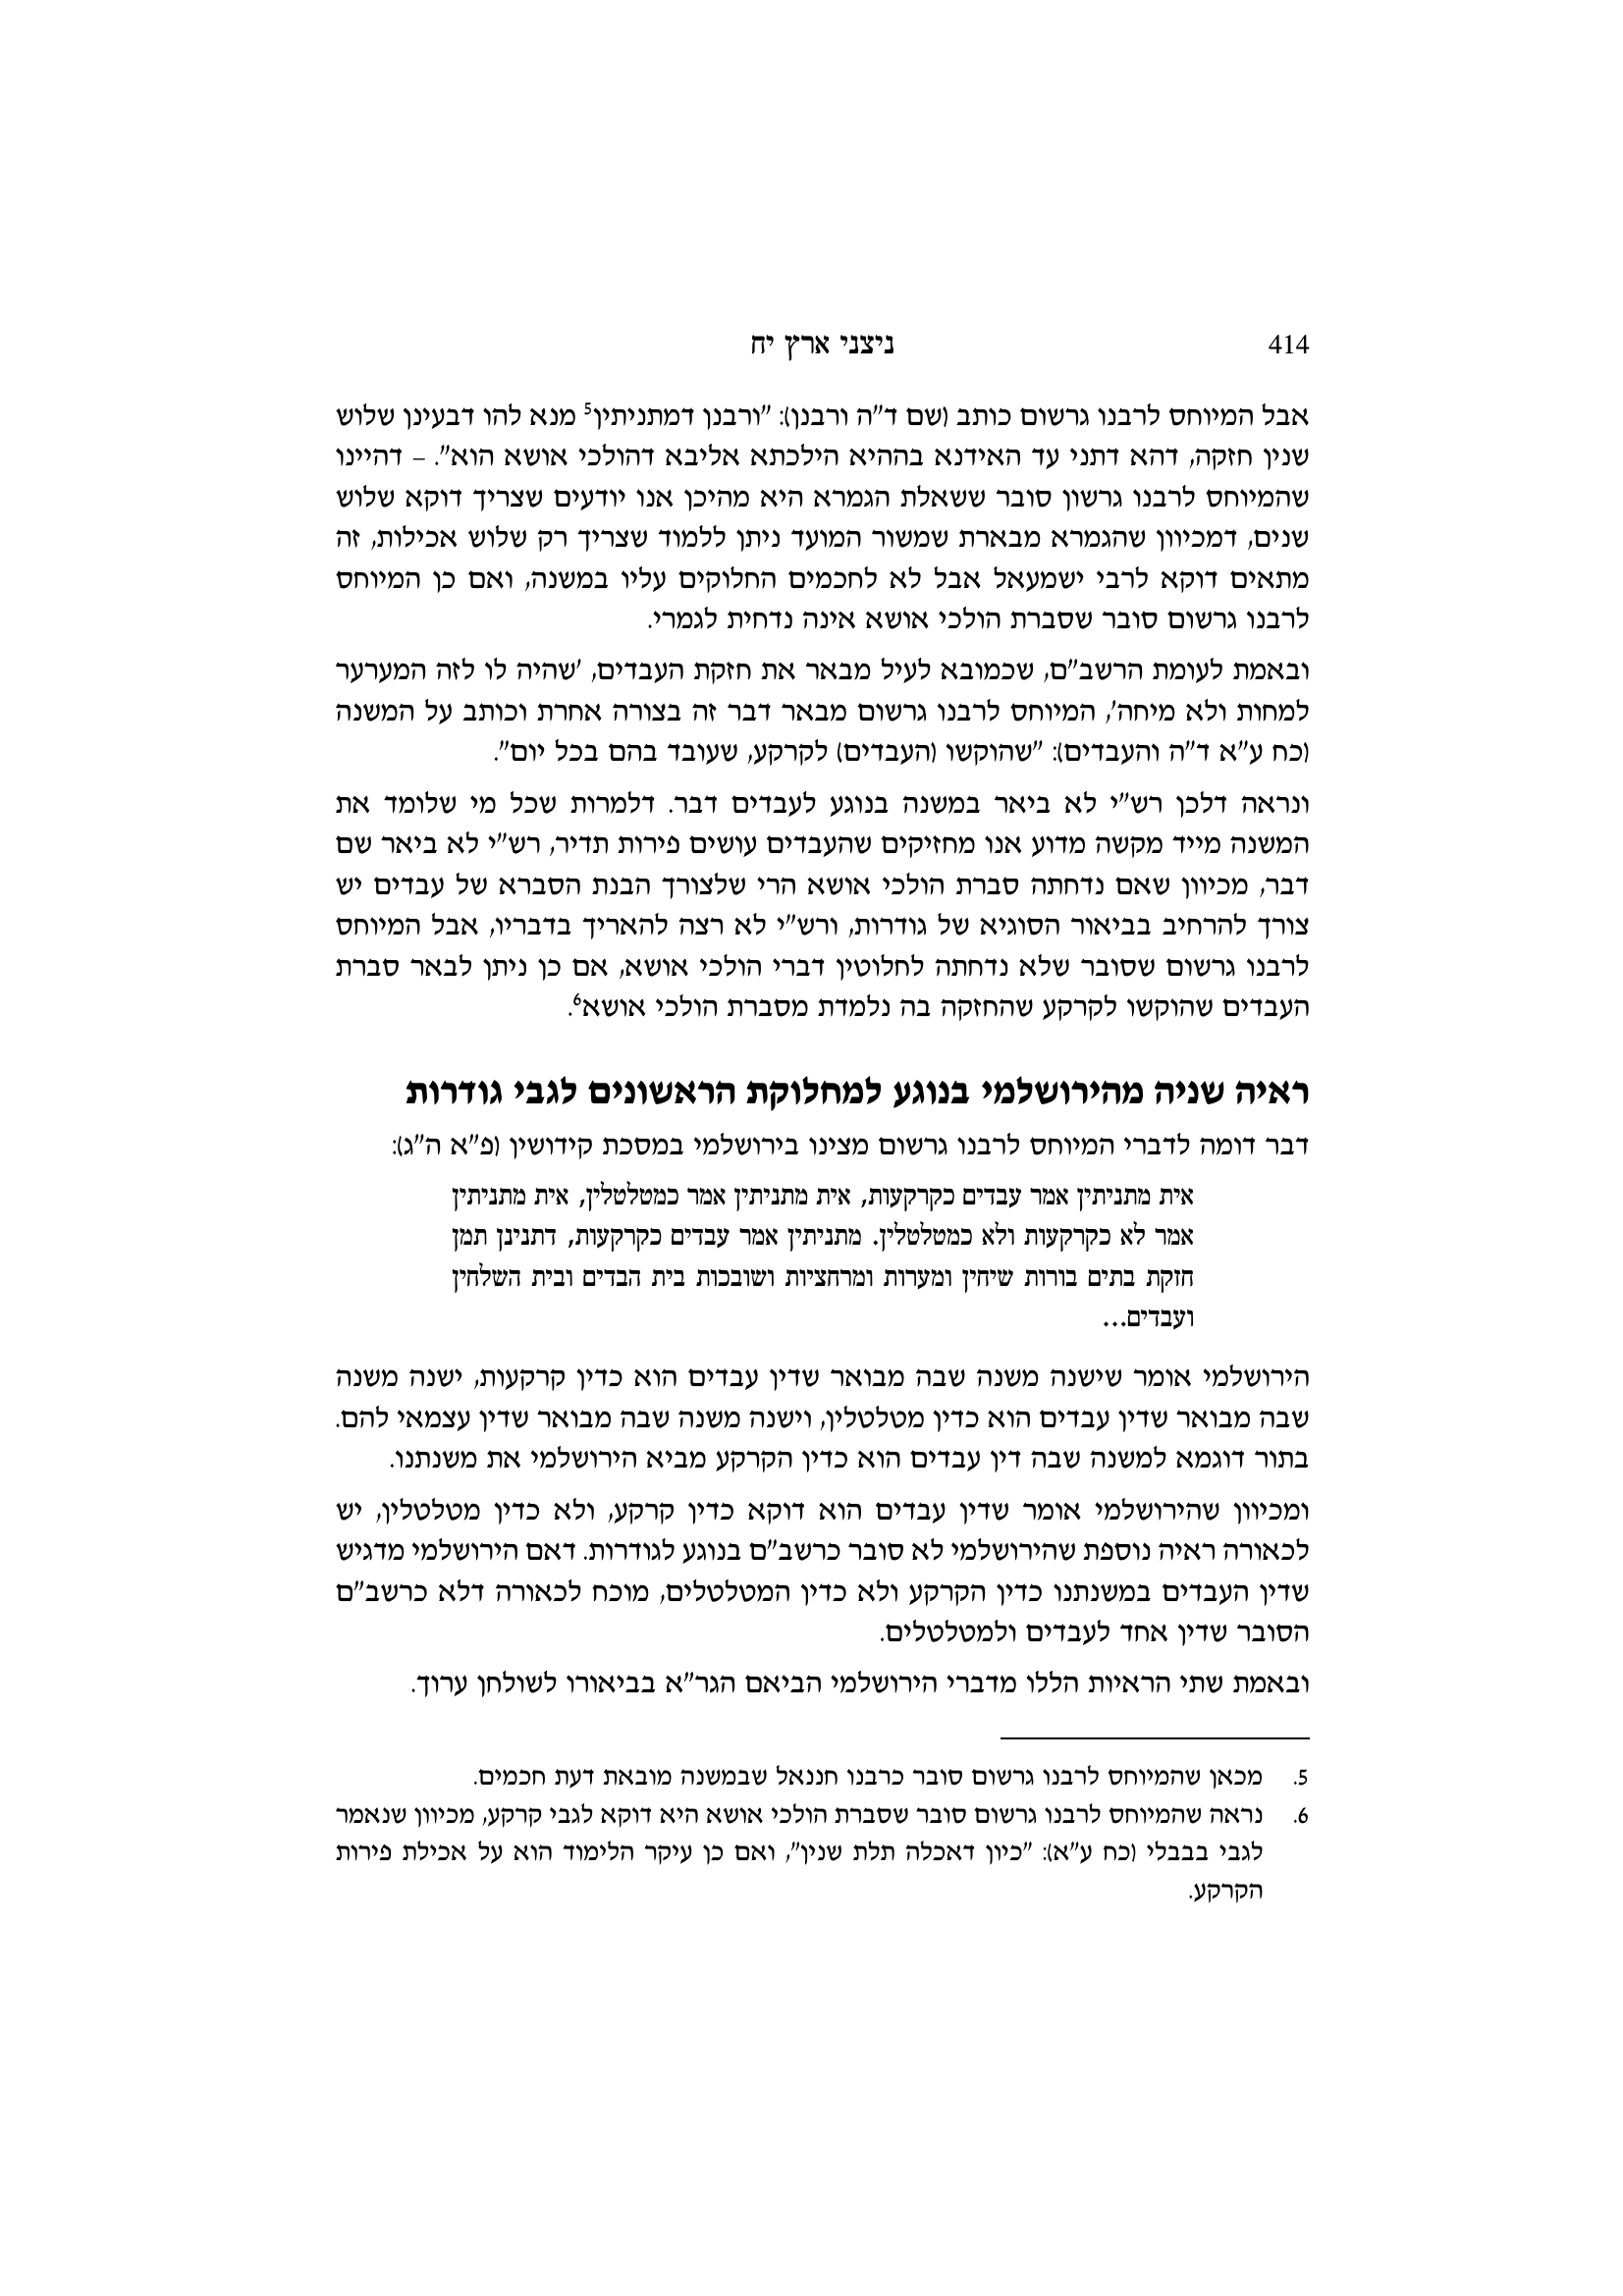 414
ניצני ארץ יח
אבל המיוחס לרבנו גרשום כותב (שם ד"ה ורבנן): "ורבנן דמתניתין5 מנא להו דבעינן שלוש
שנין חזקה, דהא דתני עד האידנא בההיא הילכתא אליבא דהולכי אושא הוא". – דהיינו
שהמיוחס לרבנו גרשון סובר ששאלת הגמרא היא מהיכן אנו יודעים שצריך דוקא שלוש
שנים, דמכיוון שהגמרא מבארת שמשור המועד ניתן ללמוד שצריך רק שלוש אכילות, זה
מתאים דוקא לרבי ישמעאל אבל לא לחכמים החלוקים עליו במשנה, ואם כן המיוחס
לרבנו גרשום סובר שסברת הולכי אושא אינה נדחית לגמרי.
ובאמת לעומת הרשב"ם, שכמובא לעיל מבאר את חזקת העבדים, 'שהיה לו לזה המערער
למחות ולא מיחה', המיוחס לרבנו גרשום מבאר דבר זה בצורה אחרת וכותב על המשנה
(כח ע"א ד"ה והעבדים): "שהוקשו (העבדים) לקרקע, שעובד בהם בכל יום".
ונראה דלכן רש"י לא ביאר במשנה בנוגע לעבדים דבר. דלמרות שכל מי שלומד את
המשנה מייד מקשה מדוע אנו מחזיקים שהעבדים עושים פירות תדיר, רש"י לא ביאר שם
דבר, מכיוון שאם נדחתה סברת הולכי אושא הרי שלצורך הבנת הסברא של עבדים יש
צורך להרחיב בביאור הסוגיא של גודרות, ורש"י לא רצה להאריך בדבריו, אבל המיוחס
לרבנו גרשום שסובר שלא נדחתה לחלוטין דברי הולכי אושא, אם כן ניתן לבאר סברת
העבדים שהוקשו לקרקע שהחזקה בה נלמדת מסברת הולכי אושא6.
ראיה שניה מהירושלמי בנוגע למחלוקת הראשונים לגבי גודרות
דבר דומה לדברי המיוחס לרבנו גרשום מצינו בירושלמי במסכת קידושין (פ"א ה"ג):
אית מתניתין אמר עבדים כקרקעות, אית מתניתין אמר כמטלטלין, אית מתניתין
אמר לא כקרקעות ולא כמטלטלין. מתניתין אמר עבדים כקרקעות, דתנינן תמן
חזקת בתים בורות שיחין ומערות ומרחציות ושובכות בית הבדים ובית השלחין
ועבדים...
הירושלמי אומר שישנה משנה שבה מבואר שדין עבדים הוא כדין קרקעות, ישנה משנה
שבה מבואר שדין עבדים הוא כדין מטלטלין, וישנה משנה שבה מבואר שדין עצמאי להם.
בתור דוגמא למשנה שבה דין עבדים הוא כדין הקרקע מביא הירושלמי את משנתנו.
ומכיוון שהירושלמי אומר שדין עבדים הוא דוקא כדין קרקע, ולא כדין מטלטלין, יש
לכאורה ראיה נוספת שהירושלמי לא סובר כרשב"ם בנוגע לגודרות. דאם הירושלמי מדגיש
שדין העבדים במשנתנו כדין הקרקע ולא כדין המטלטלים, מוכח לכאורה דלא כרשב"ם
הסובר שדין אחד לעבדים ולמטלטלים.
ובאמת שתי הראיות הללו מדברי הירושלמי הביאם הגר"א בביאורו לשולחן ערוך.
5. מכאן שהמיוחס לרבנו גרשום סובר כרבנו חננאל שבמשנה מובאת דעת חכמים.
6. נראה שהמיוחס לרבנו גרשום סובר שסברת הולכי אושא היא דוקא לגבי קרקע, מכיוון שנאמר
לגבי בבבלי (כח ע"א): "כיון דאכלה תלת שנין", ואם כן עיקר הלימוד הוא על אכילת פירות
הקרקע.